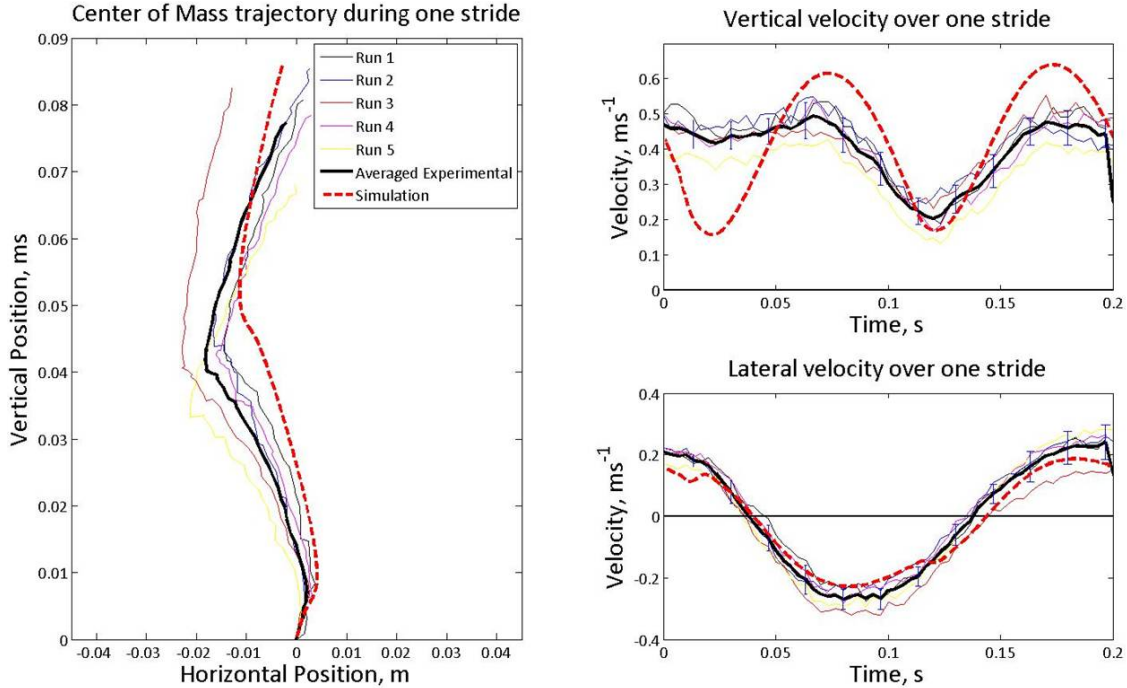 Center of Mass trajectory during one stride
0.09
0.08
0.07
0.06
0.05
0.04
0.03
0.02
0.01
0
Vertical Position, ms
-0.04 -0.03 -0.02 -0.01 0 0.01 0.02 0.03 0.04
Horizontal Position, m
Run 1
Run 2
Run 3
Run 4
Run 5
Averaged Experimental
Simulation
Vertical velocity over one stride
0.6
0.5
0.4
0.3
0.2
0.1
0
Velocity, ms-1
0 0.05 0.1 0.15 0.2
Time, s
Lateral velocity over one stride
0.4
0.2
0
-0.2
-0.4
Velocity, ms-1
0 0.05 0.1 0.15 0.2
Time, s